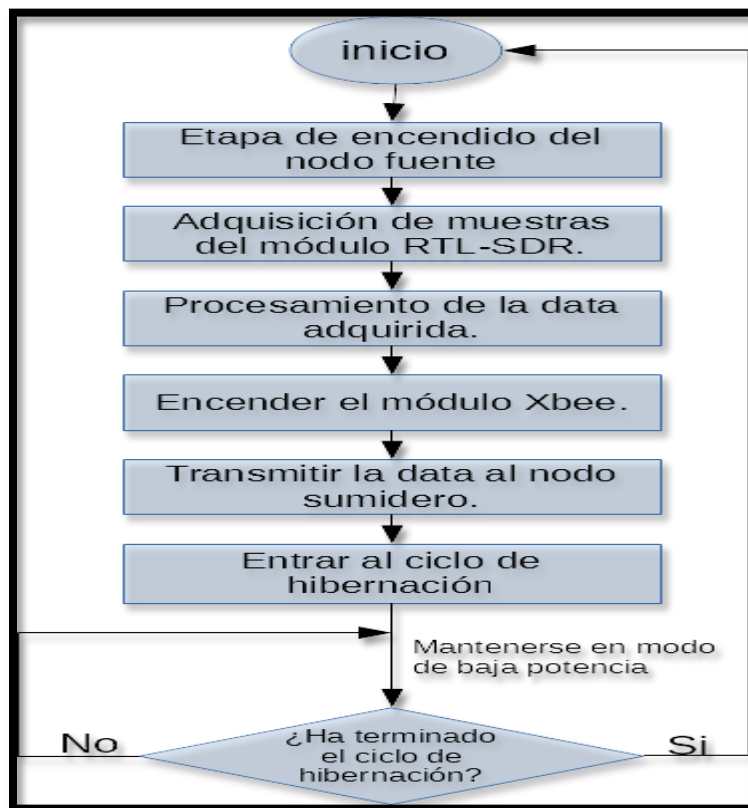 inicio
Etapa de encendido del
nodo fuente
Adquisición de muestras
del módulo RTL-SDR.
Procesamiento de la data
adquirida.
Encender el módulo Xbee.
Transmitir la data al nodo
sumidero.
Entrar al ciclo de
hibernación
Mantenerse en modo
de baja potencia
¿Ha terminado
el ciclo de
hibernación?
No
Si